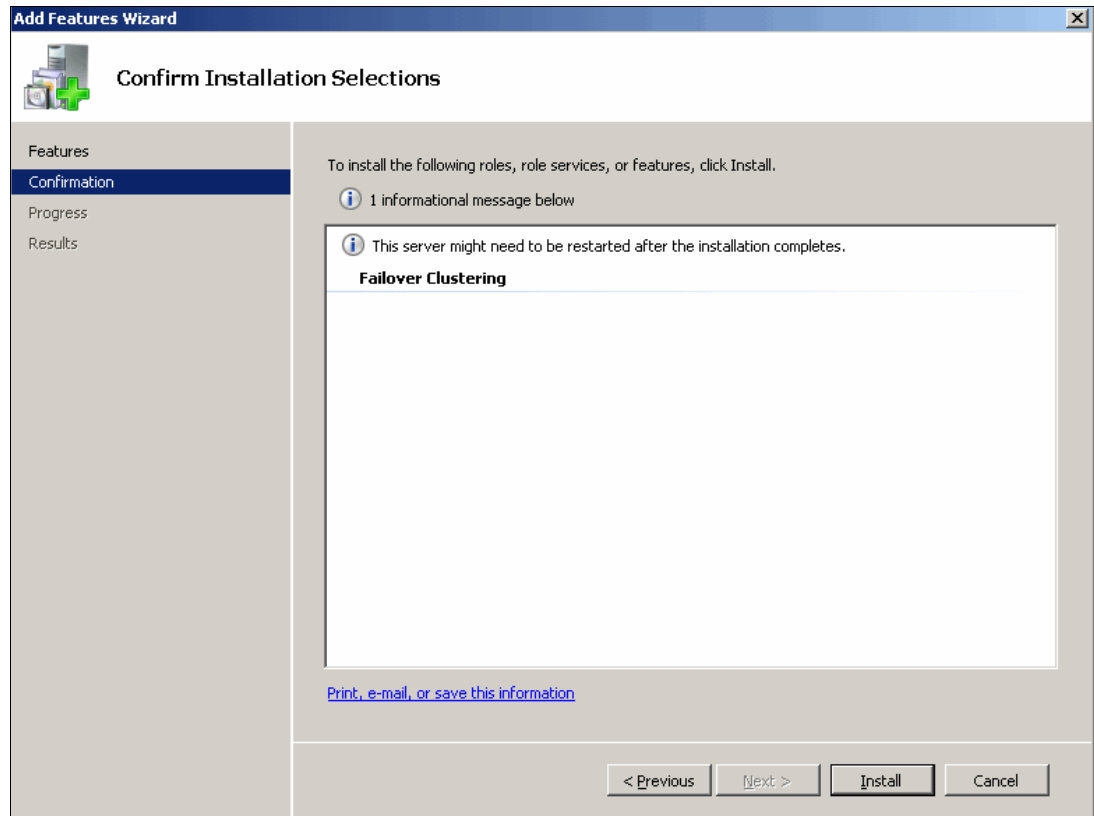 Add Features Wizard
Confirm Installation Selections
Features
Confirmation
Progress
Results
To install the following roles, role services, or features, click Install.
1 informational message below
This server might need to be restarted after the installation completes.
Failover Clustering
Print, e-mail, or save this information
< Previous
Next >
Install
Cancel